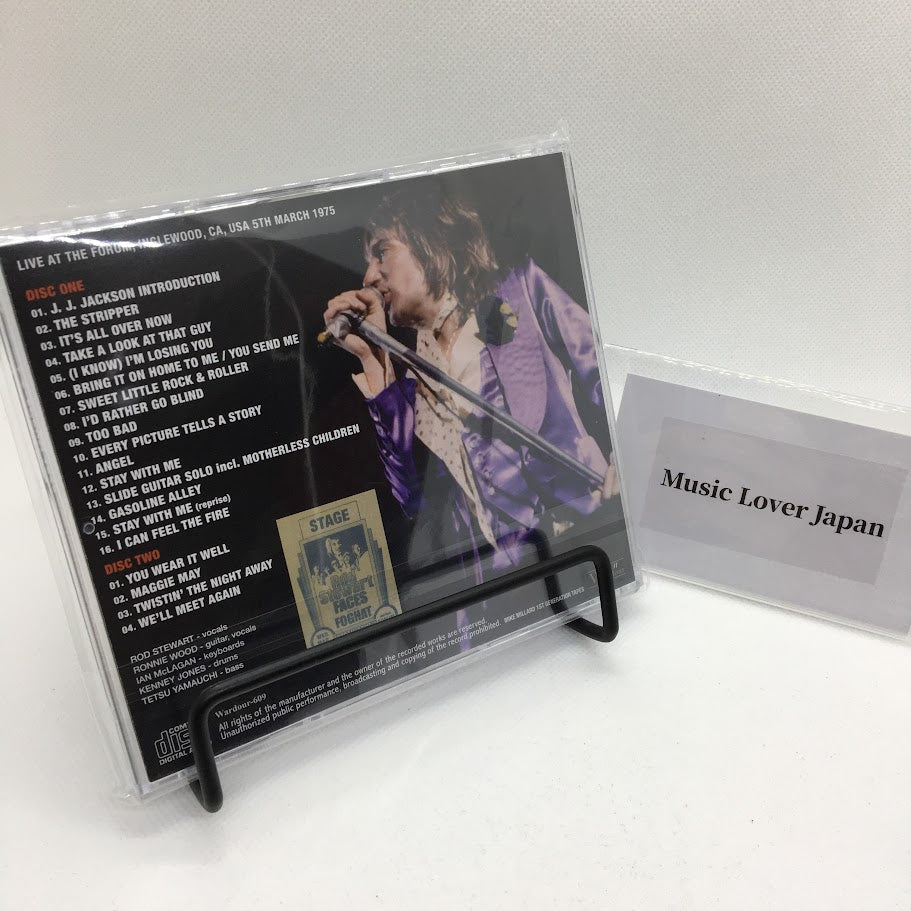 LIVE AT THE FORUM, INGLEWOOD, CA, USA 5TH MARCH 1975
DISC ONE
01. J. J. JACKSON INTRODUCTION
02. THE STRIPPER
03. IT'S ALL OVER NOW
04. TAKE A LOOK AT THAT GUY
05. (I KNOW) I'M LOSING YOU
06. BRING IT ON HOME TO ME / YOU SEND ME
07. SWEET LITTLE ROCK & ROLLER
08. I'D RATHER GO BLIND
09. TOO BAD
10. EVERY PICTURE TELLS A STORY
11. ANGEL
12. STAY WITH ME
13. SLIDE GUITAR SOLO incl. MOTHERLESS CHILDREN
14. GASOLINE ALLEY
15. STAY WITH ME (reprise)
16. I CAN FEEL THE FIRE
DISC TWO
01. YOU WEAR IT WELL
02. MAGGIE MAY
03. TWISTIN' THE NIGHT AWAY
04. WE'LL MEET AGAIN
ROD STEWART - vocals
RONNIE WOOD - guitar, vocals
IAN McLAGAN - keyboards
KENNEY JONES - drums
TETSU YAMAUCHI - bass
STAGE
Stewart
FACES
FOGHAT
Wardour-609
All rights of the manufacturer and the owner of the recorded works are reserved.
Unauthorized public performance, broadcasting and copying of the record prohibited. MIKE MILLARD 1ST GENERATION TAPES
disc
Music Lover Japan